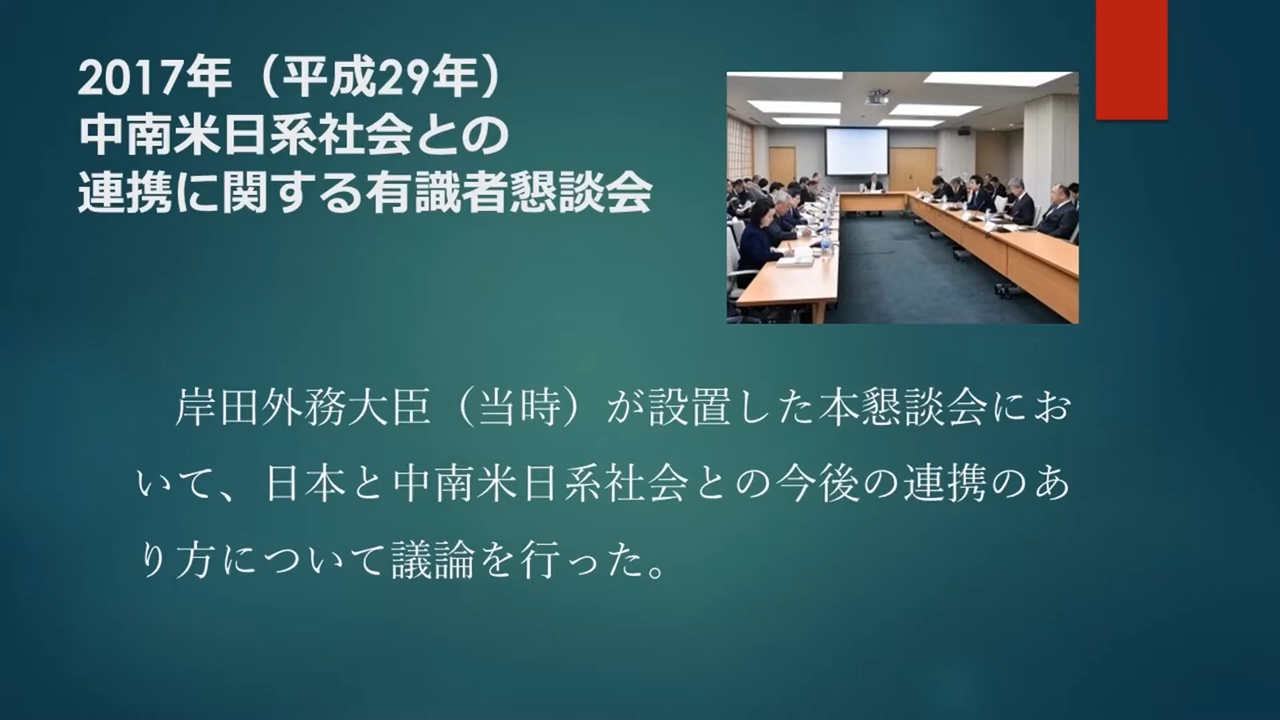 2017年（平成29年）
中南米日系社会との
連携に関する有識者懇談会
岸田外務大臣（当時）が設置した本懇談会にお
いて、日本と中南米日系社会との今後の連携のあ
り方について議論を行った。